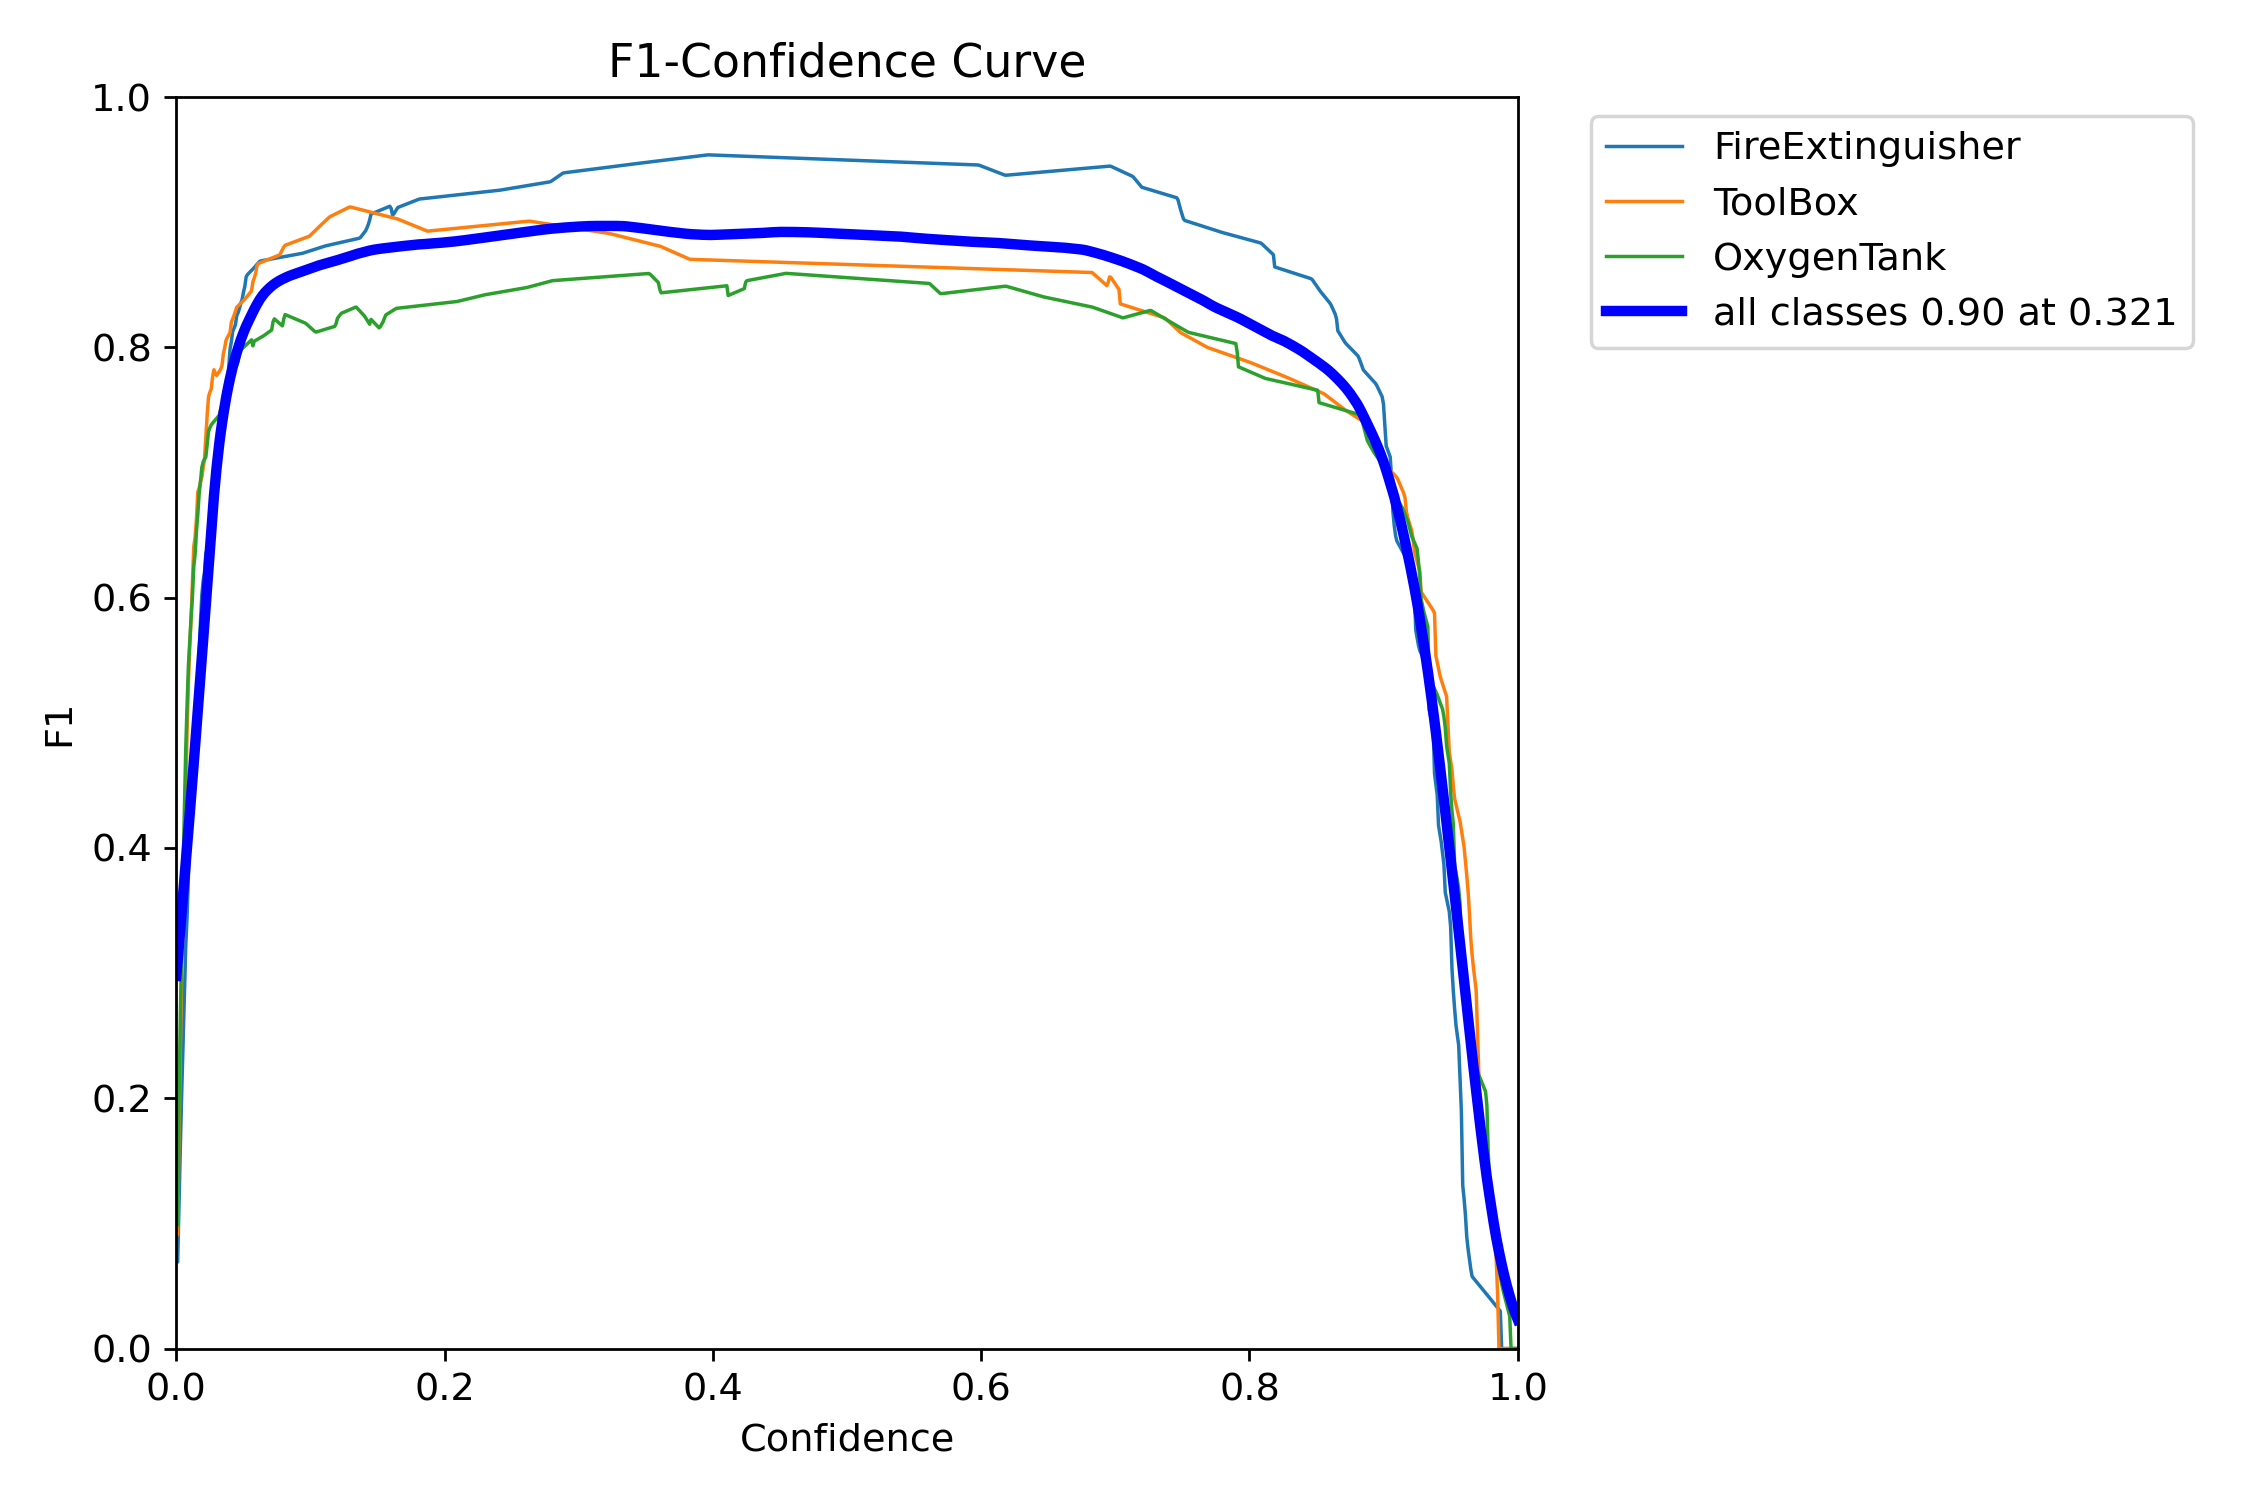 F1-Confidence Curve
1.0
0.8
0.6
0.4
0.2
0.0
F1
0.0 0.2 0.4 0.6 0.8 1.0
Confidence
FireExtinguisher
ToolBox
OxygenTank
all classes 0.90 at 0.321